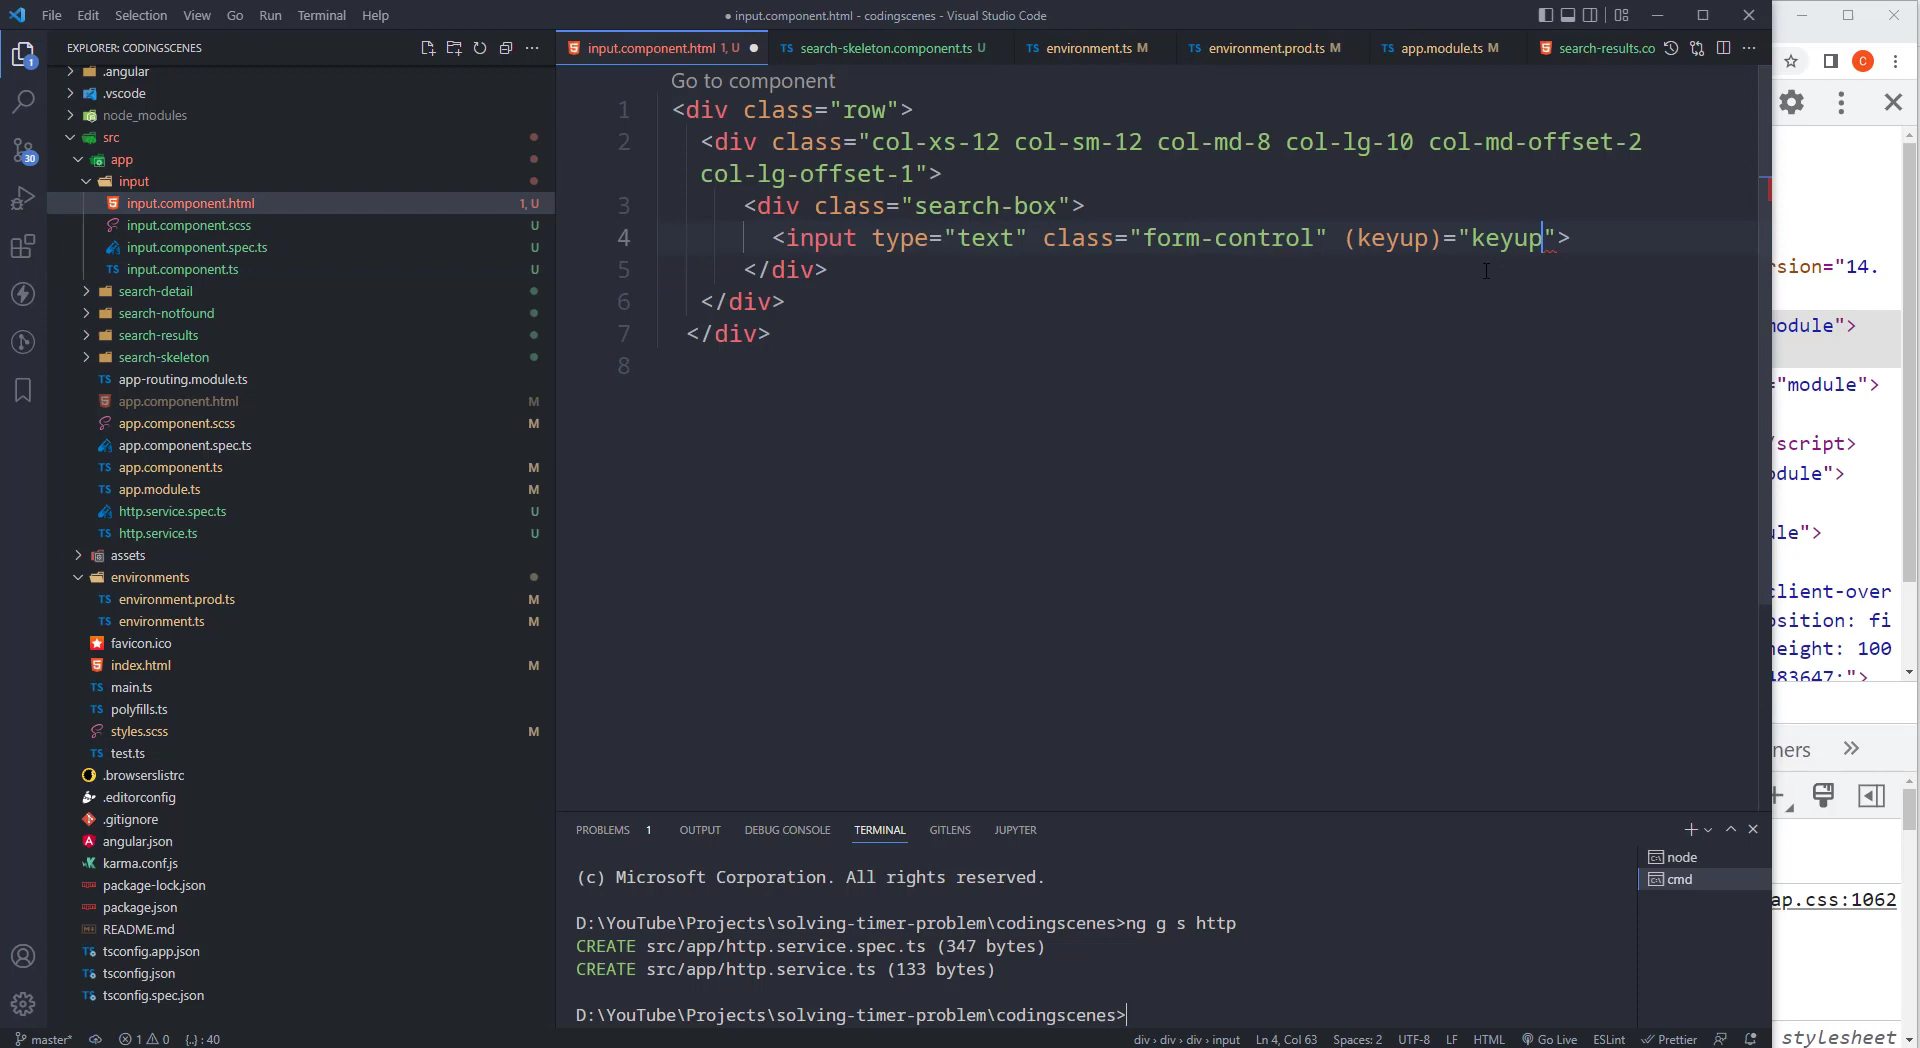 File Edit Selection View Go Run Terminal Help
● input.component.html - codingscenes - Visual Studio Code
EXPLORER: CODINGSCENES
.angular
.vscode
node_modules
src
app
input
input.component.html 1, U
input.component.scss U
input.component.spec.ts U
input.component.ts U
search-detail
search-notfound
search-results
search-skeleton
app-routing.module.ts
app.component.html M
app.component.scss M
app.component.spec.ts
app.component.ts M
app.module.ts M
http.service.spec.ts U
http.service.ts U
assets
environments
environment.prod.ts M
environment.ts M
favicon.ico
index.html M
main.ts
polyfills.ts
styles.scss M
test.ts
.browserslistrc
.editorconfig
.gitignore
angular.json
karma.conf.js
package-lock.json
package.json
README.md
tsconfig.app.json
tsconfig.json
tsconfig.spec.json
1
30
input.component.html 1, U
search-skeleton.component.ts U
environment.ts M
environment.prod.ts M
app.module.ts M
search-results.co
Go to component
1 <div class="row">
2 <div class="col-xs-12 col-sm-12 col-md-8 col-lg-10 col-md-offset-2
col-lg-offset-1">
3 <div class="search-box">
4 <input type="text" class="form-control" (keyup)="keyup">
5 </div>
6 </div>
7 </div>
8
PROBLEMS 1 OUTPUT DEBUG CONSOLE TERMINAL GITLENS JUPYTER
(c) Microsoft Corporation. All rights reserved.
D:\YouTube\Projects\solving-timer-problem\codingscenes>ng g s http
CREATE src/app/http.service.spec.ts (347 bytes)
CREATE src/app/http.service.ts (133 bytes)
D:\YouTube\Projects\solving-timer-problem\codingscenes>
node
cmd
master* 1 0 {..} : 40
div › div › div › input Ln 4, Col 63 Spaces: 2 UTF-8 LF HTML Go Live ESLint Prettier
C
rsion="14.
module">
="module">
/script>
dule">
ule">
client-over
osition: fi
height: 100
483647;">
ners
ap.css:1062
stylesheet